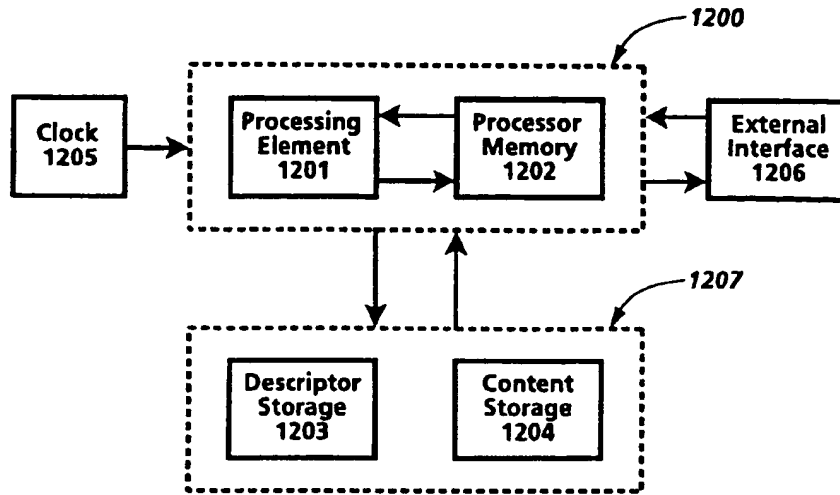 1200
Clock
1205
Processing
Element
1201
Processor
Memory
1202
External
Interface
1206
1207
Descriptor
Storage
1203
Content
Storage
1204